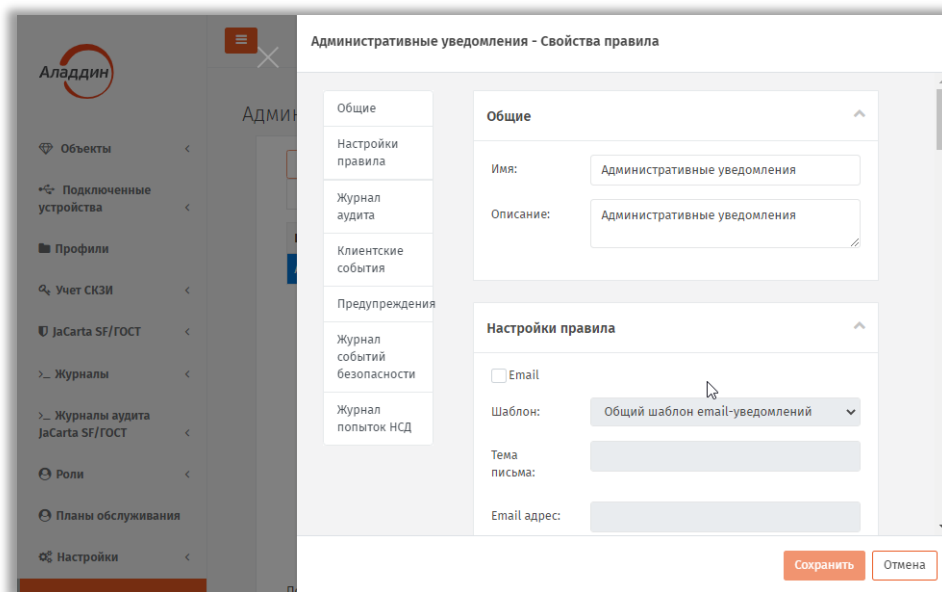 Аладдин
Объекты
Подключенные
устройства
Профили
Учет СКЗИ
JaCarta SF/ГОСТ
Журналы
Журналы аудита
JaCarta SF/ГОСТ
Роли
Планы обслуживания
Настройки
Админ
Административные уведомления - Свойства правила
Общие
Настройки
правила
Журнал
аудита
Клиентские
события
Предупреждения
Журнал
событий
безопасности
Журнал
попыток НСД
Общие
Имя:
Административные уведомления
Описание:
Административные уведомления
Настройки правила
Email
Шаблон:
Общий шаблон email-уведомлений
Тема
письма:
Email адрес:
Сохранить
Отмена